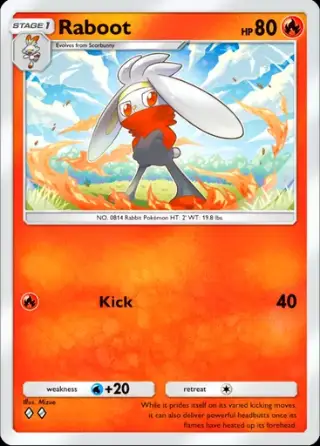 STAGE 1
Raboot
HP 80
Evolves from Scorbunny
NO. 0814 Rabbit Pokémon HT: 2' WT: 19.8 lbs.
Kick 40
weakness +20 retreat
Illus. Mizue
While it prides itself on its varied kicking moves,
it can also deliver powerful headbutts once its
flames have heated up its forehead.